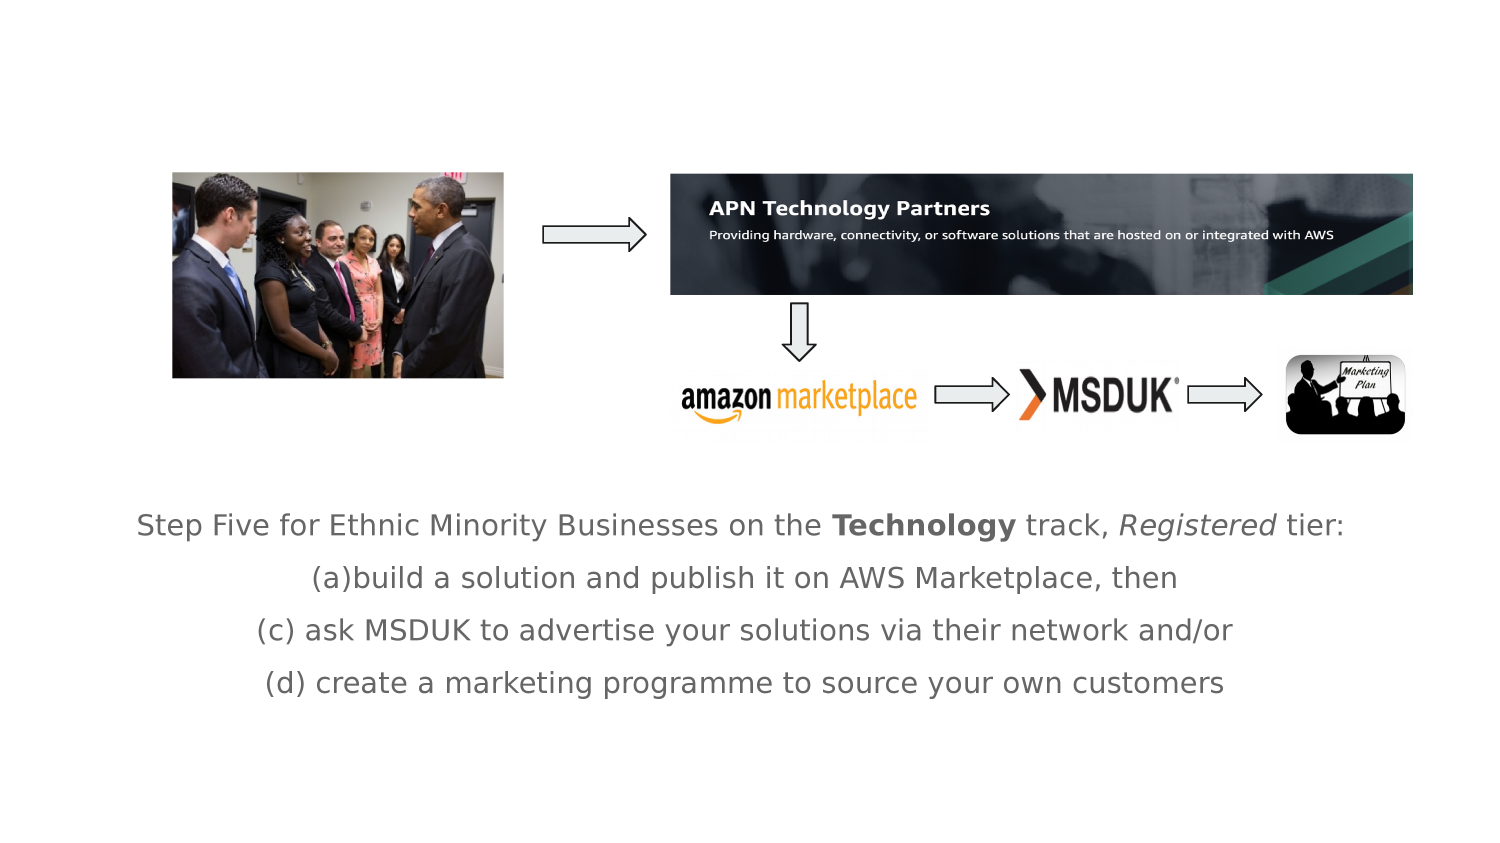 APN Technology Partners
Providing hardware, connectivity, or software solutions that are hosted on or integrated with AWS
amazon marketplace
MSDUK®
Marketing
Plan
Step Five for Ethnic Minority Businesses on the Technology track, Registered tier:
(a)build a solution and publish it on AWS Marketplace, then
(c) ask MSDUK to advertise your solutions via their network and/or
(d) create a marketing programme to source your own customers